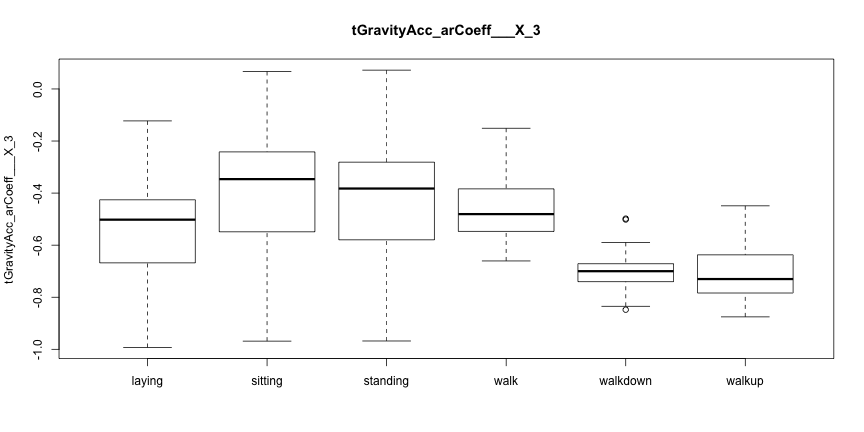 tGravityAcc_arCoeff___X_3
tGravityAcc_arCoeff___X_3
0.0
-0.2
-0.4
-0.6
-0.8
-1.0
laying sitting standing walk walkdown walkup